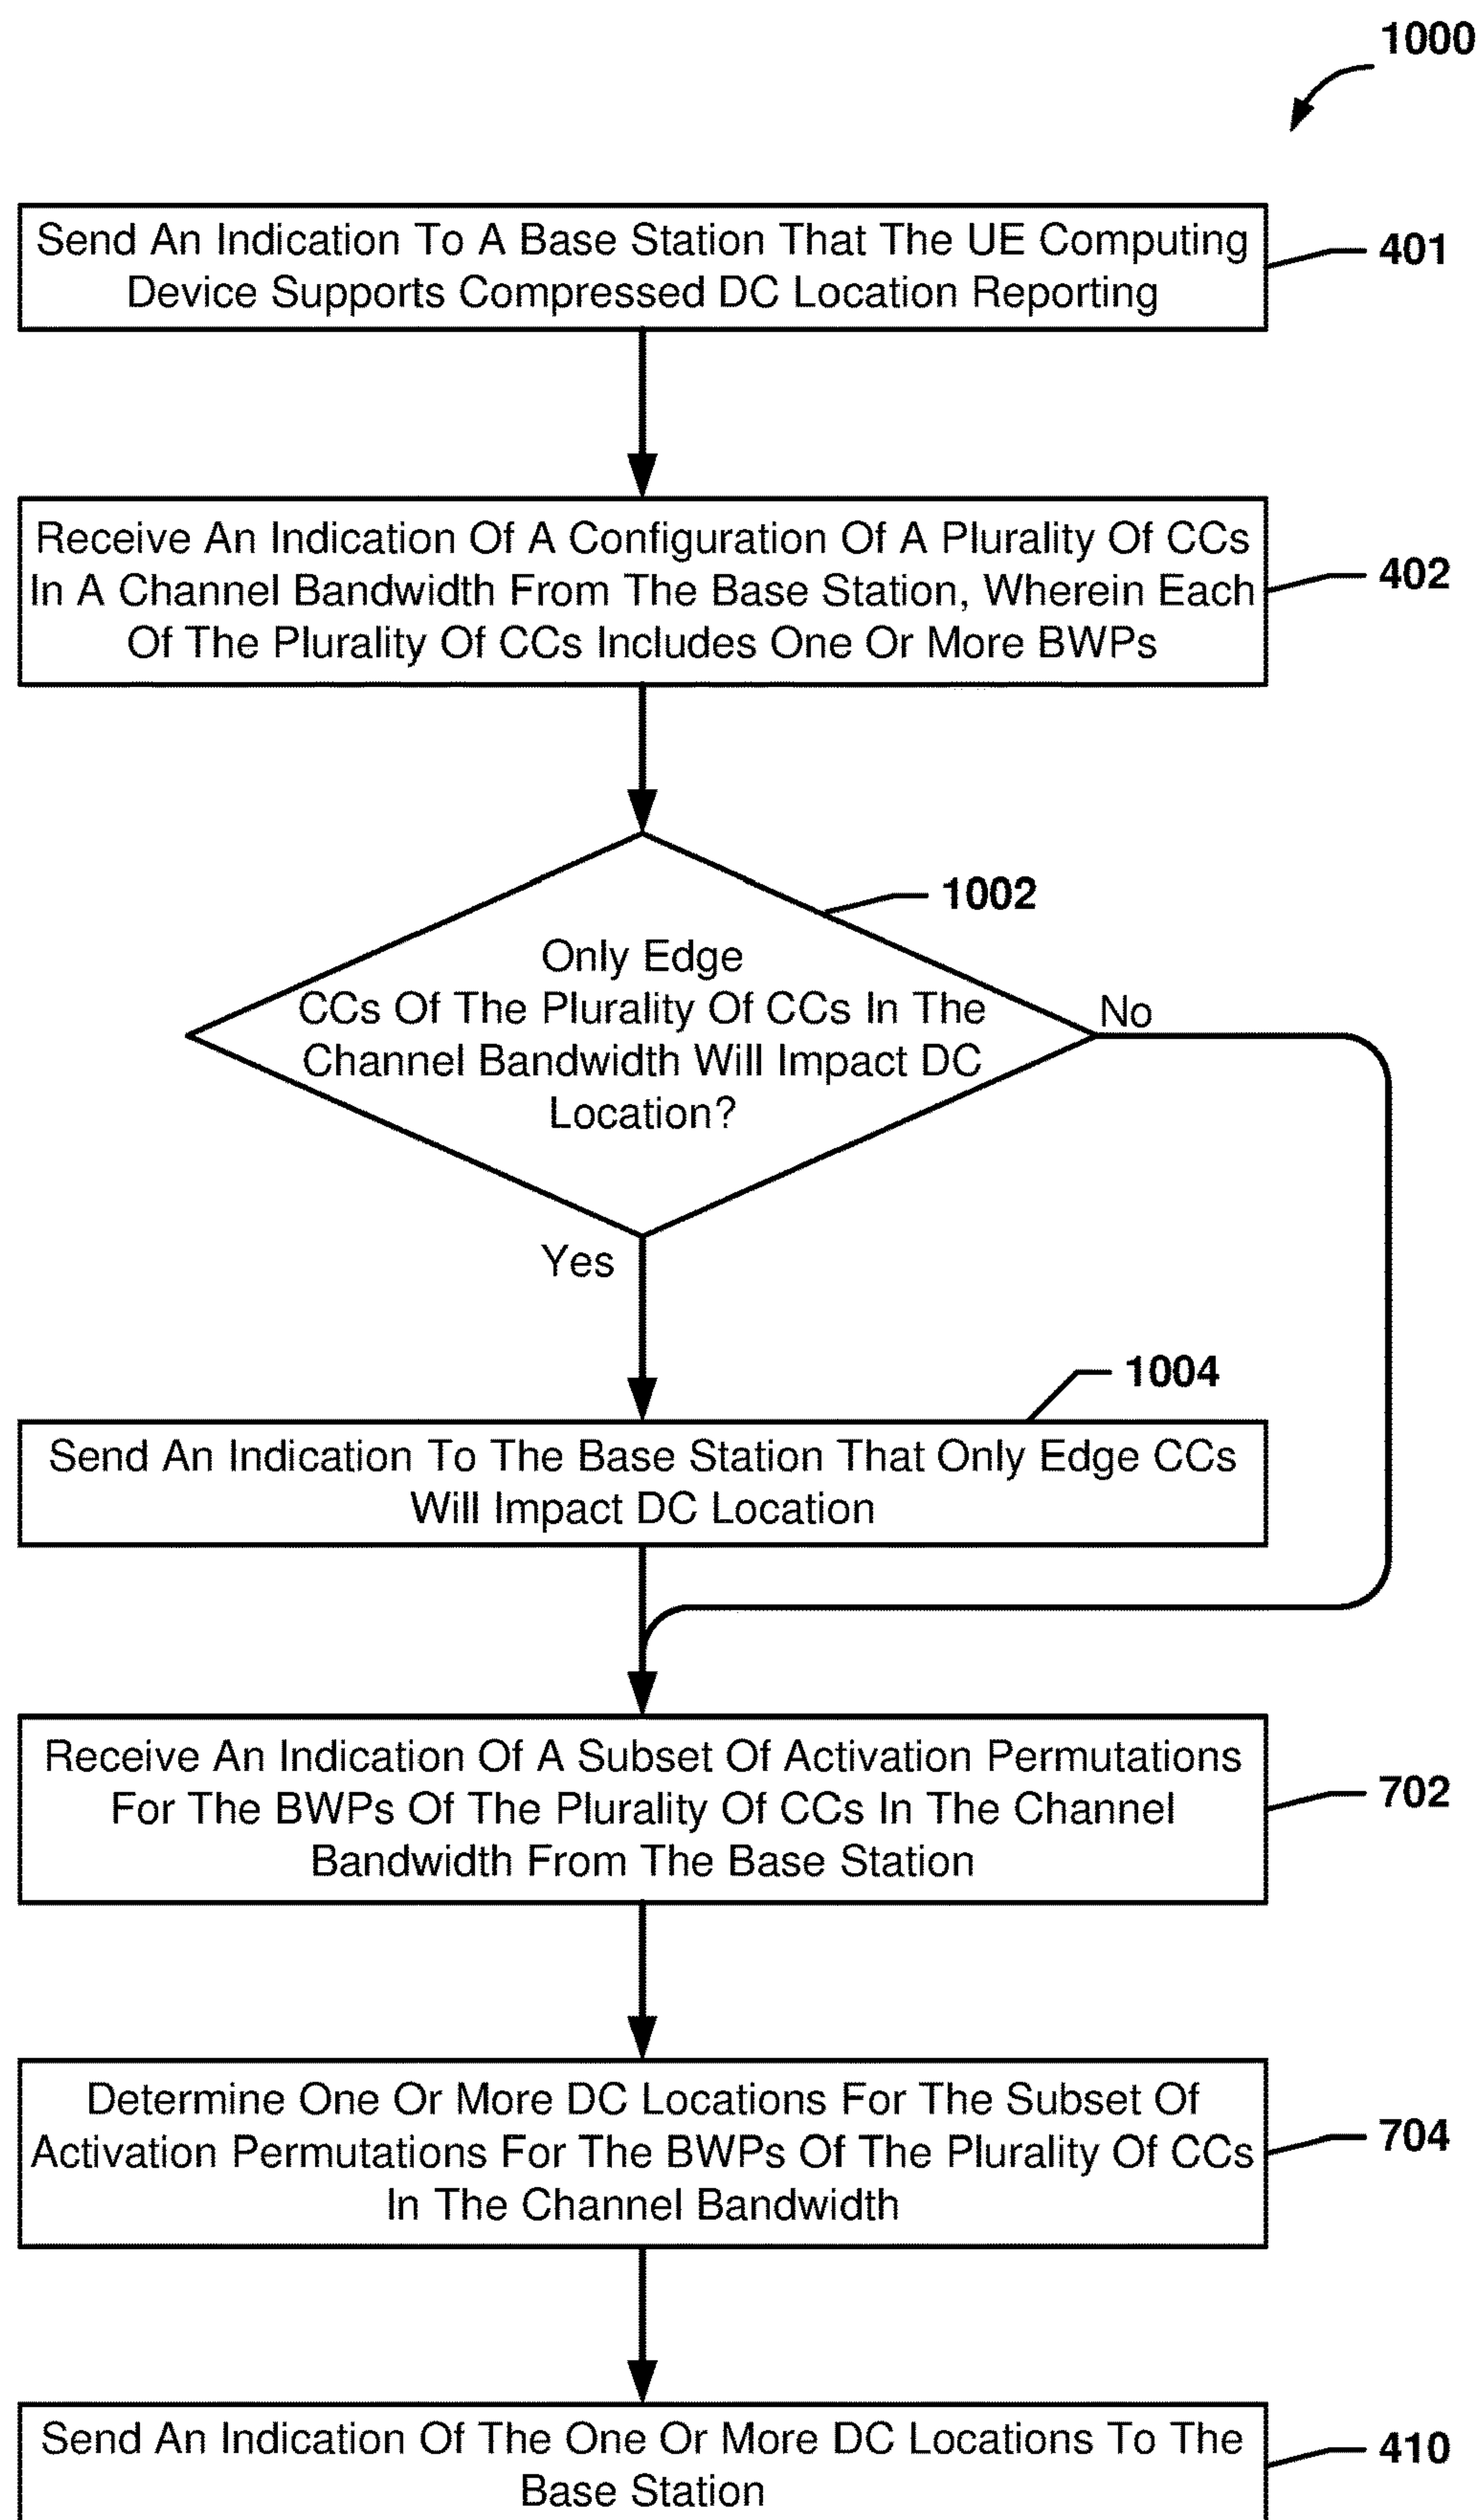 1000
Send An Indication To A Base Station That The UE Computing
Device Supports Compressed DC Location Reporting
401
Receive An Indication Of A Configuration Of A Plurality Of CCs
In A Channel Bandwidth From The Base Station, Wherein Each
Of The Plurality Of CCs Includes One Or More BWPs
402
1002
Only Edge
CCs Of The Plurality Of CCs In The
Channel Bandwidth Will Impact DC
Location?
No
Yes
1004
Send An Indication To The Base Station That Only Edge CCs
Will Impact DC Location
Receive An Indication Of A Subset Of Activation Permutations
For The BWPs Of The Plurality Of CCs In The Channel
Bandwidth From The Base Station
702
Determine One Or More DC Locations For The Subset Of
Activation Permutations For The BWPs Of The Plurality Of CCs
In The Channel Bandwidth
704
Send An Indication Of The One Or More DC Locations To The
Base Station
410